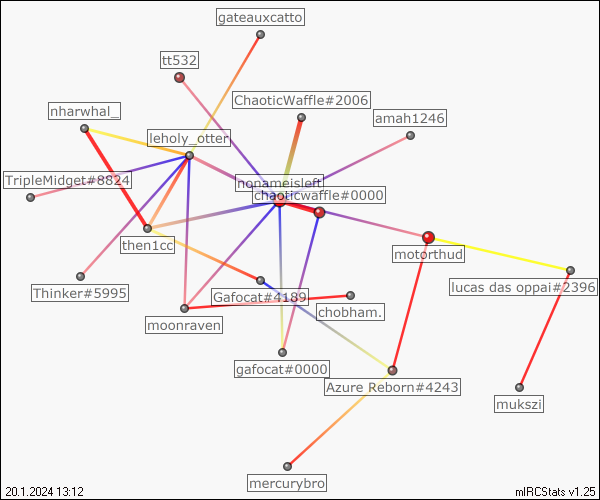 gateauxcatto
tt532
ChaoticWaffle#2006
nharwhal_
amah1246
leholy_otter
TripleMidget#8824
nonameisleft
chaoticwaffle#0000
then1cc
motorthud
Thinker#5995
Gafocat#4189
lucas das oppai#2396
moonraven
chobham.
gafocat#0000
Azure Reborn#4243
mukszi
mercurybro
20.1.2024 13:12
mIRCStats v1.25